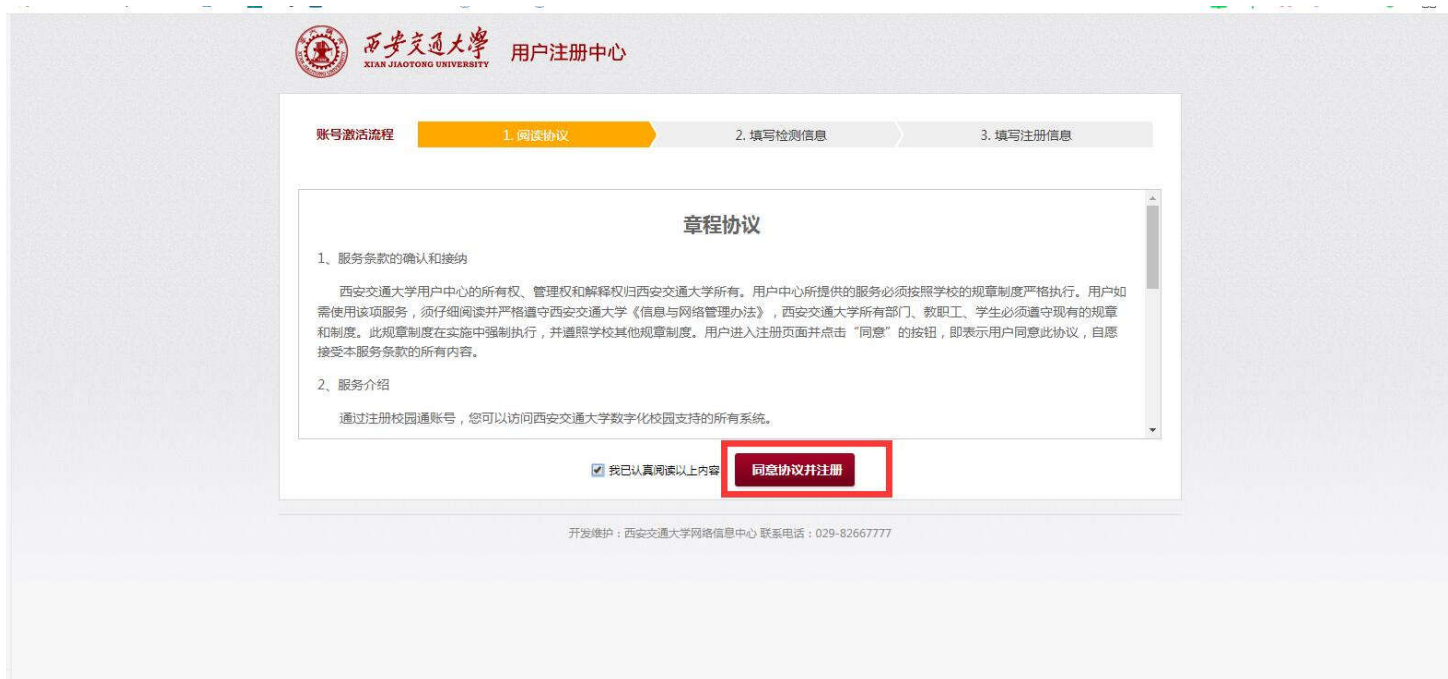 西安交通大學
XIAN JIAOTONG UNIVERSITY
用户注册中心
账号激活流程
1. 阅读协议
2. 填写检测信息
3. 填写注册信息
章程协议
1、服务条款的确认和接纳
西安交通大学用户中心的所有权、管理权和解释权归西安交通大学所有。用户中心所提供的服务必须按照学校的规章制度严格执行。用户如
需使用该项服务，须仔细阅读并严格遵守西安交通大学《信息与网络管理办法》，西安交通大学所有部门、教职工、学生必须遵守现有的规章
和制度。此规章制度在实施中强制执行，并遵照学校其他规章制度。用户进入注册页面并点击“同意”的按钮，即表示用户同意此协议，自愿
接受本服务条款的所有内容。
2、服务介绍
通过注册校园通账号，您可以访问西安交通大学数字化校园支持的所有系统。
我已认真阅读以上内容
同意协议并注册
开发维护：西安交通大学网络信息中心 联系电话：029-82667777